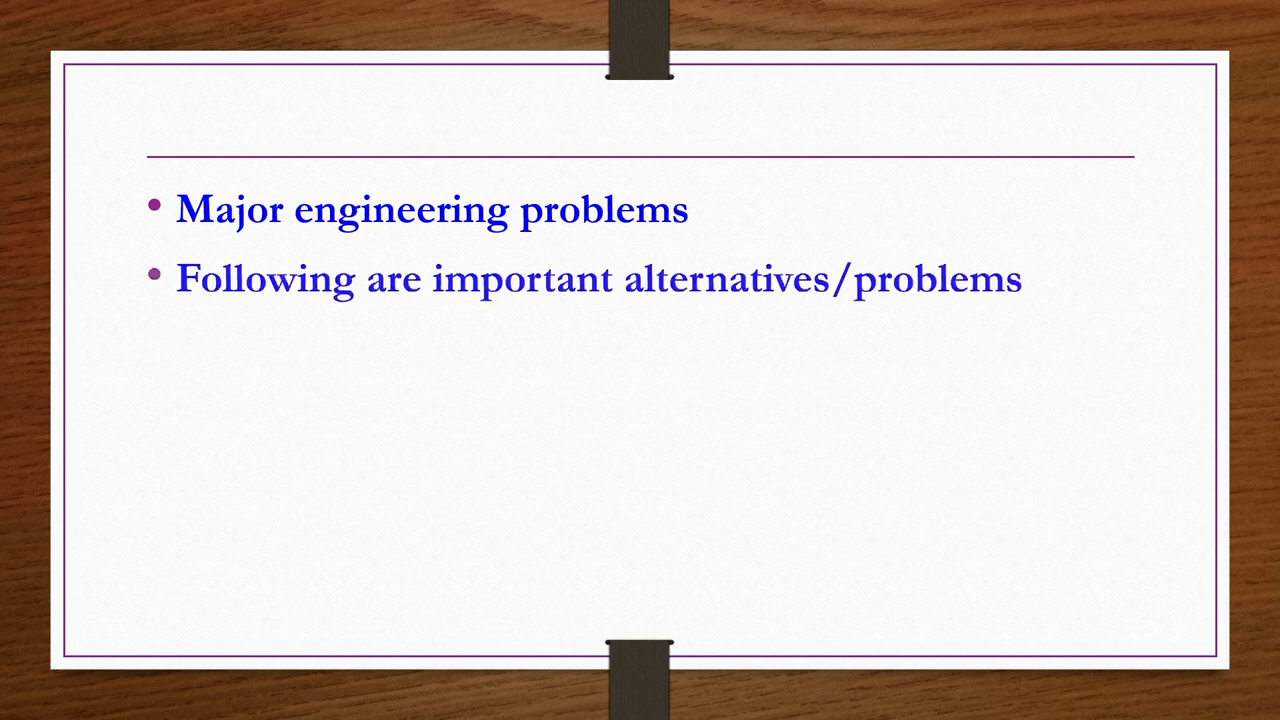 • Major engineering problems
• Following are important alternatives/problems